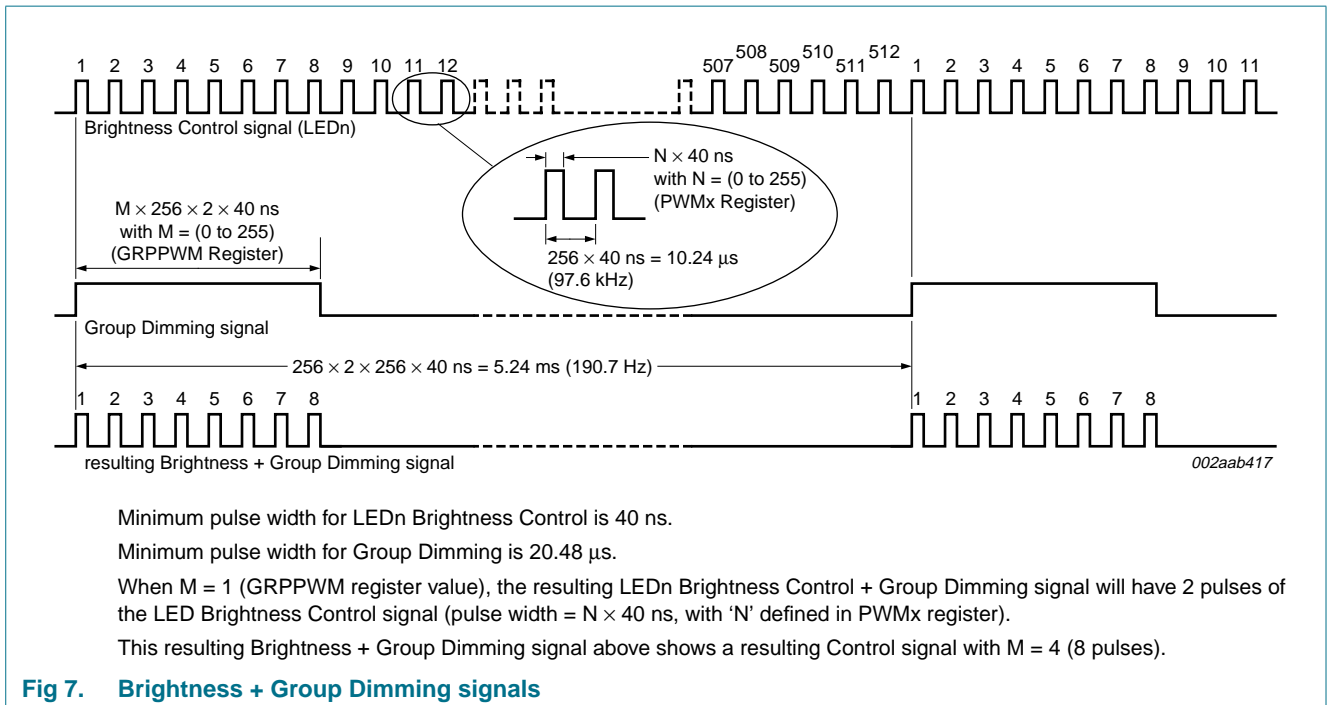 1 2 3 4 5 6 7 8 9 10 11 12 507 508 509 510 511 512 1 2 3 4 5 6 7 8 9 10 11
Brightness Control signal (LEDn)
N × 40 ns
with N = (0 to 255)
(PWMx Register)
256 × 40 ns = 10.24 μs
(97.6 kHz)
M × 256 × 2 × 40 ns
with M = (0 to 255)
(GRPPWM Register)
Group Dimming signal
256 × 2 × 256 × 40 ns = 5.24 ms (190.7 Hz)
1 2 3 4 5 6 7 8 1 2 3 4 5 6 7 8
resulting Brightness + Group Dimming signal
002aab417
Minimum pulse width for LEDn Brightness Control is 40 ns.
Minimum pulse width for Group Dimming is 20.48 μs.
When M = 1 (GRPPWM register value), the resulting LEDn Brightness Control + Group Dimming signal will have 2 pulses of
the LED Brightness Control signal (pulse width = N × 40 ns, with ‘N’ defined in PWMx register).
This resulting Brightness + Group Dimming signal above shows a resulting Control signal with M = 4 (8 pulses).
Fig 7. Brightness + Group Dimming signals